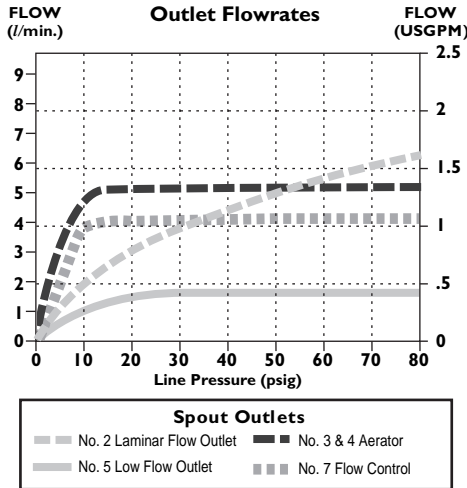 FLOW Outlet Flowrates FLOW
(l/min.) (USGPM)
9
8
7
6
5
4
3
2
1
0
2.5
2
1.5
1
.5
0
0 10 20 30 40 50 60 70 80
Line Pressure (psig)
Spout Outlets
No. 2 Laminar Flow Outlet No. 3 & 4 Aerator
No. 5 Low Flow Outlet No. 7 Flow Control